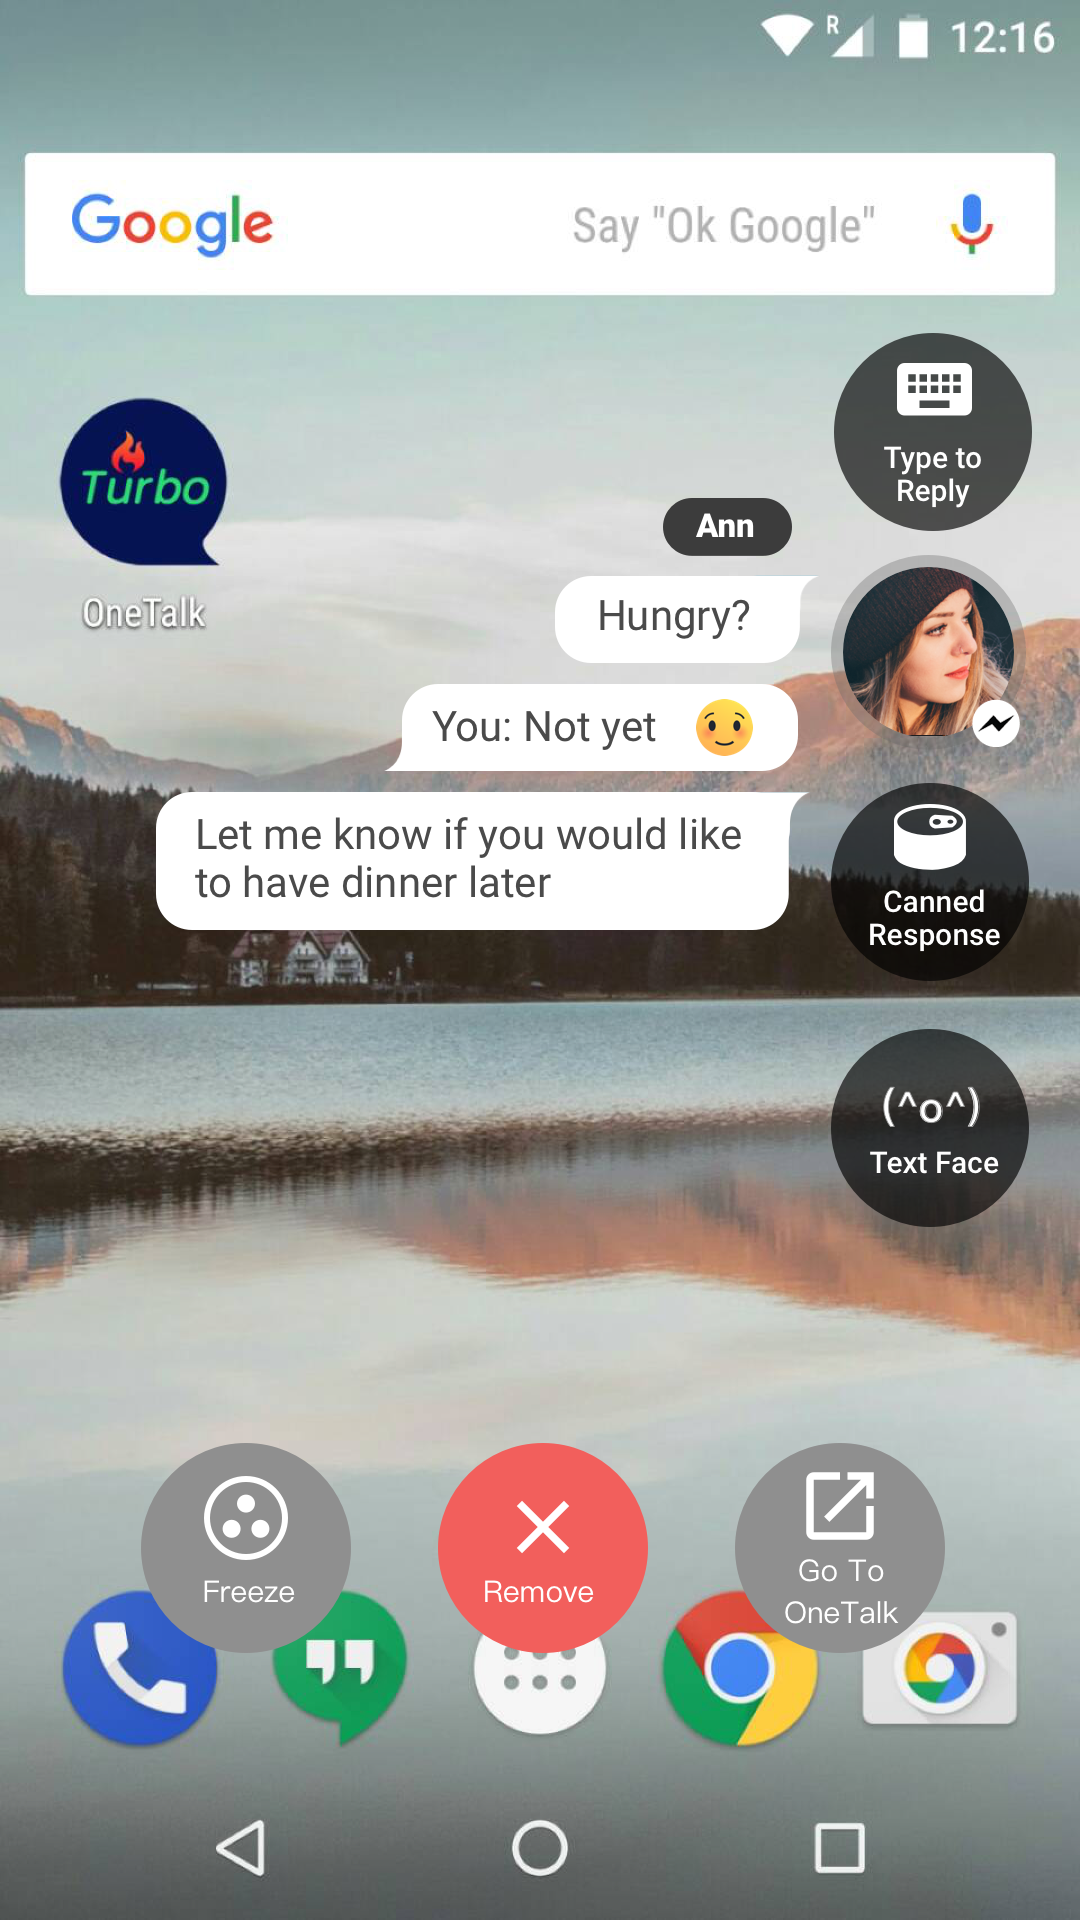 R 12:16
Google Say "Ok Google"
Type to
Reply
Turbo
OneTalk
Ann
Hungry?
You: Not yet
Let me know if you would like
to have dinner later
Canned
Response
(^o^)
Text Face
Freeze
Remove
Go To
OneTalk